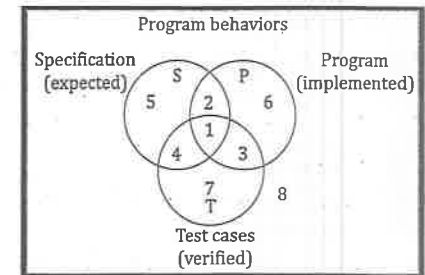 Program behaviors
Specification
(expected)
Program
(implemented)
S
P
5
2
6
1
4
3
7
T
8
Test cases
(verified)